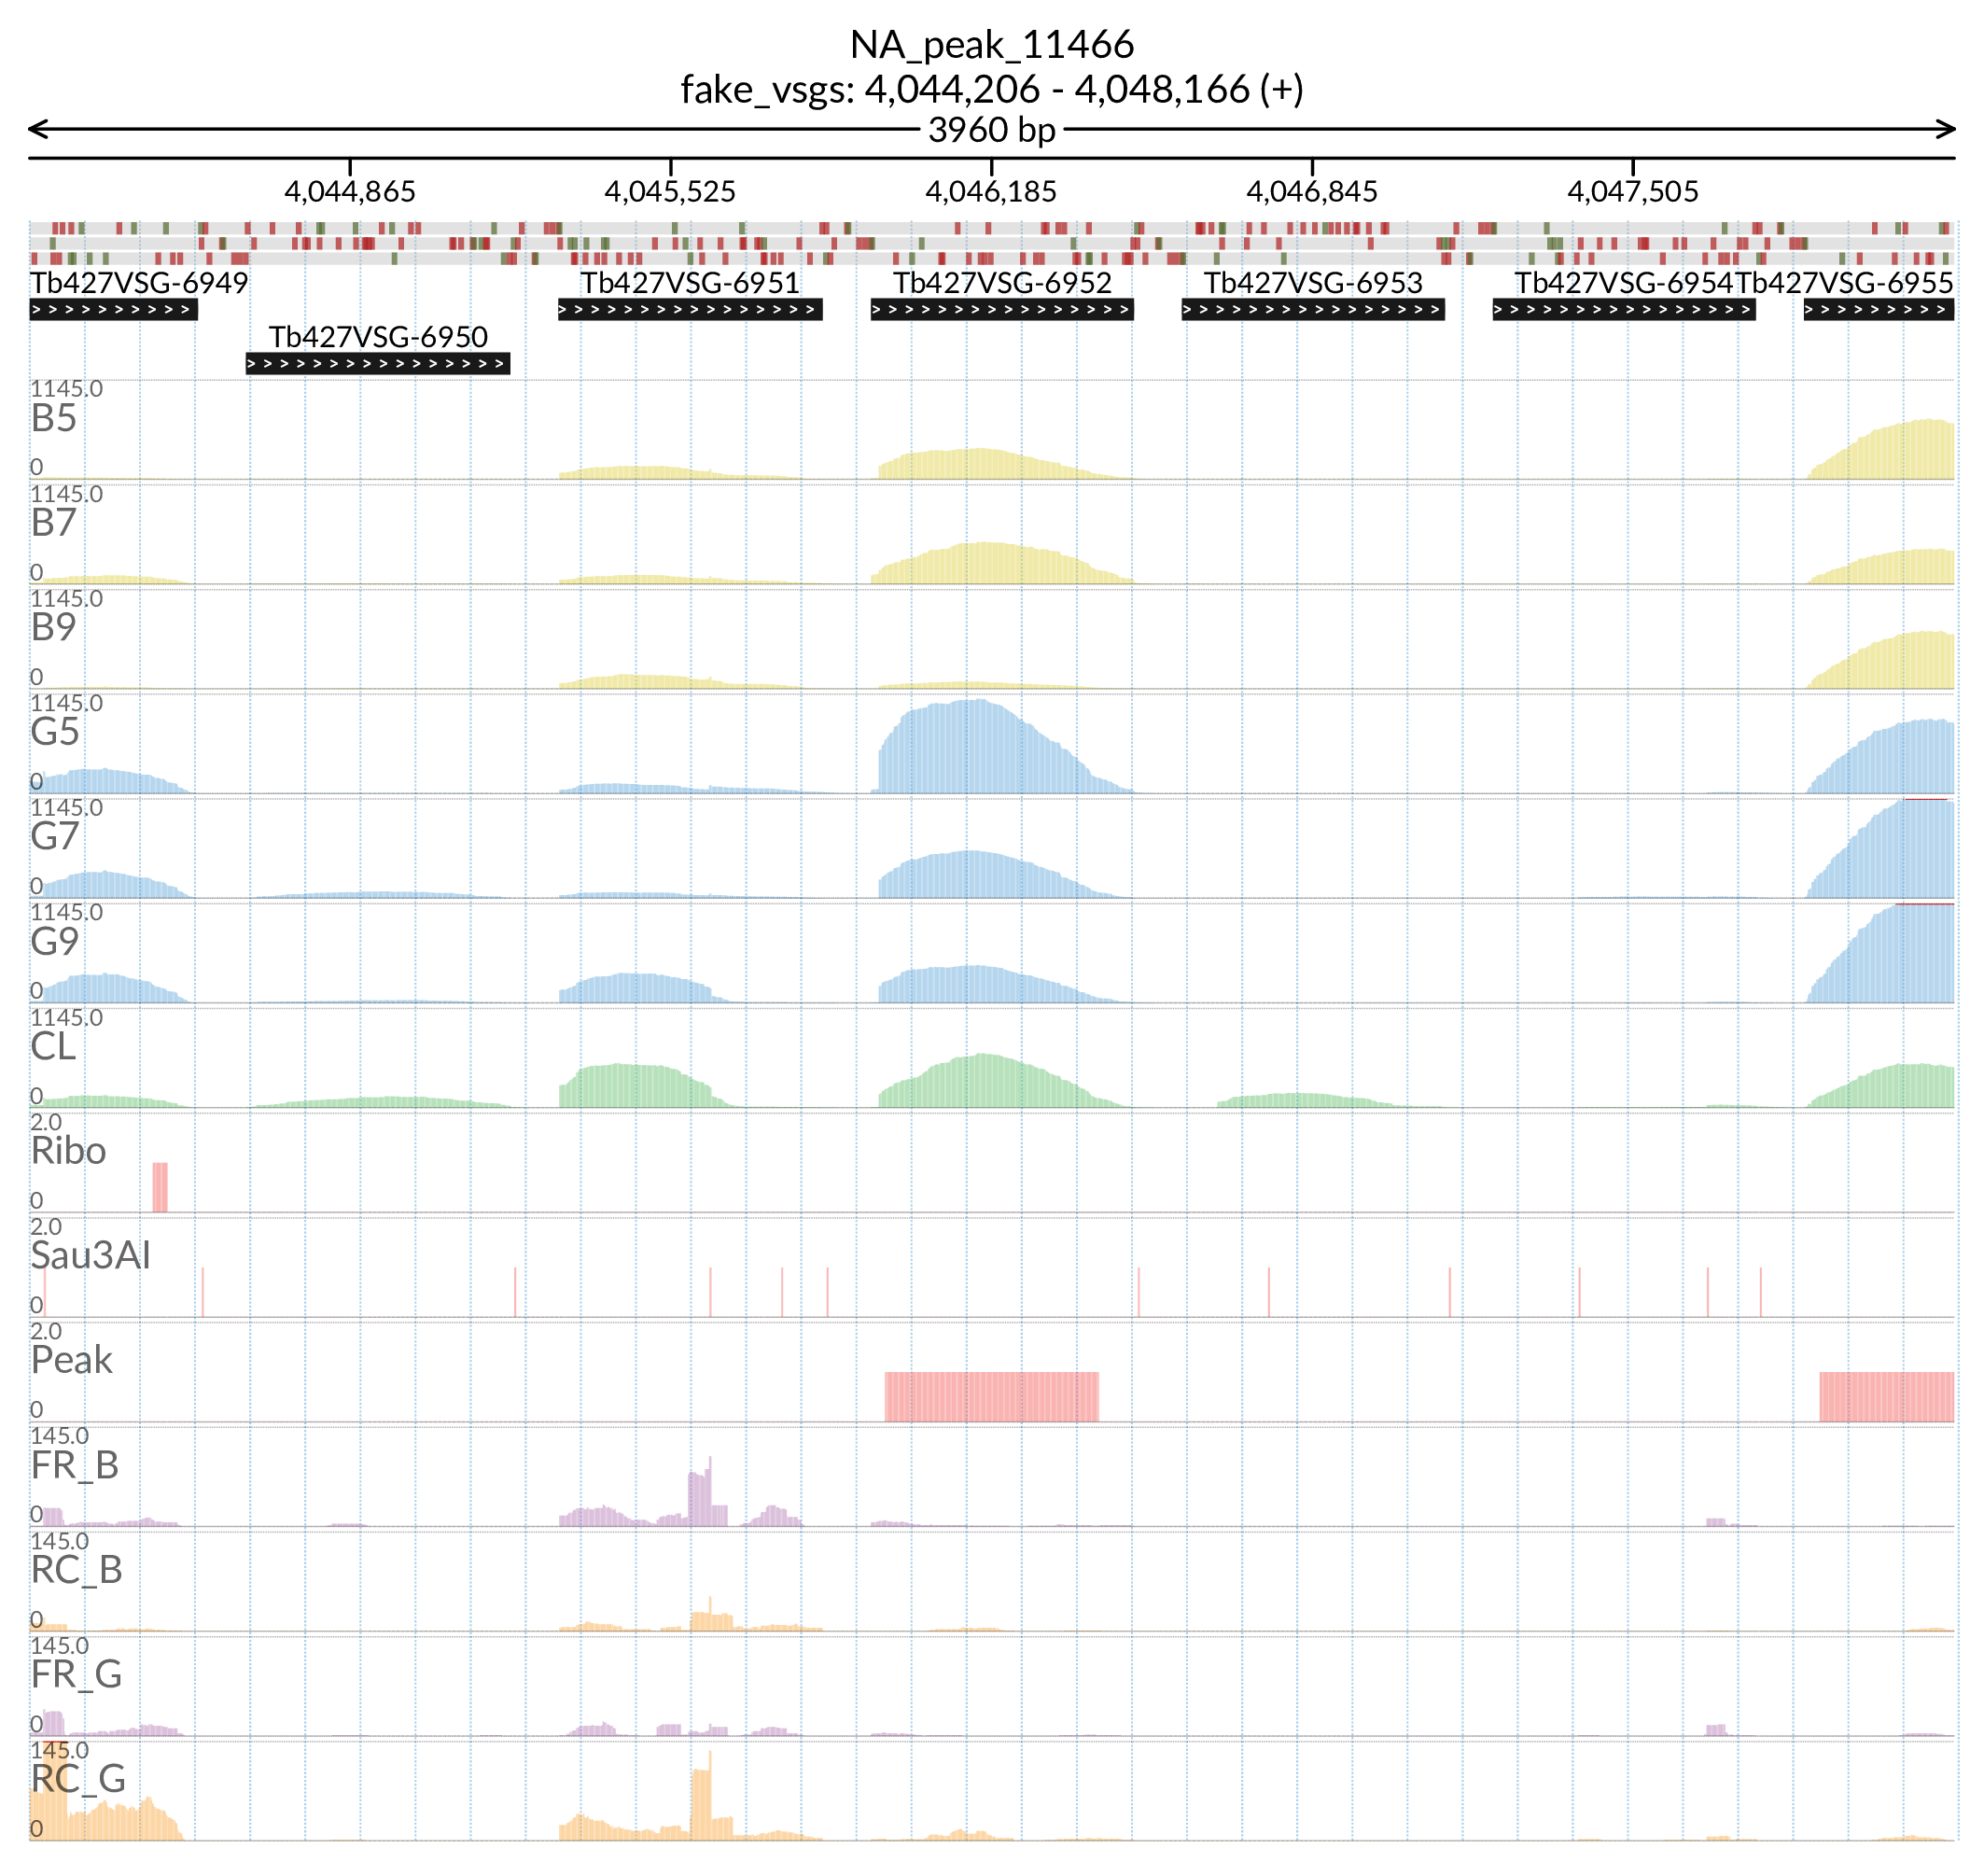 NA_peak_11466
fake_vsgs: 4,044,206 - 4,048,166 (+)
3960 bp
4,044,865 4,045,525 4,046,185 4,046,845 4,047,505
Tb427VSG-6949 Tb427VSG-6951 Tb427VSG-6952 Tb427VSG-6953 Tb427VSG-6954 Tb427VSG-6955
Tb427VSG-6950
1145.0
B5
0
1145.0
B7
0
1145.0
B9
0
1145.0
G5
0
1145.0
G7
0
1145.0
G9
0
1145.0
CL
0
2.0
Ribo
0
2.0
Sau3AI
0
2.0
Peak
0
145.0
FR_B
0
145.0
RC_B
0
145.0
FR_G
0
145.0
RC_G
0